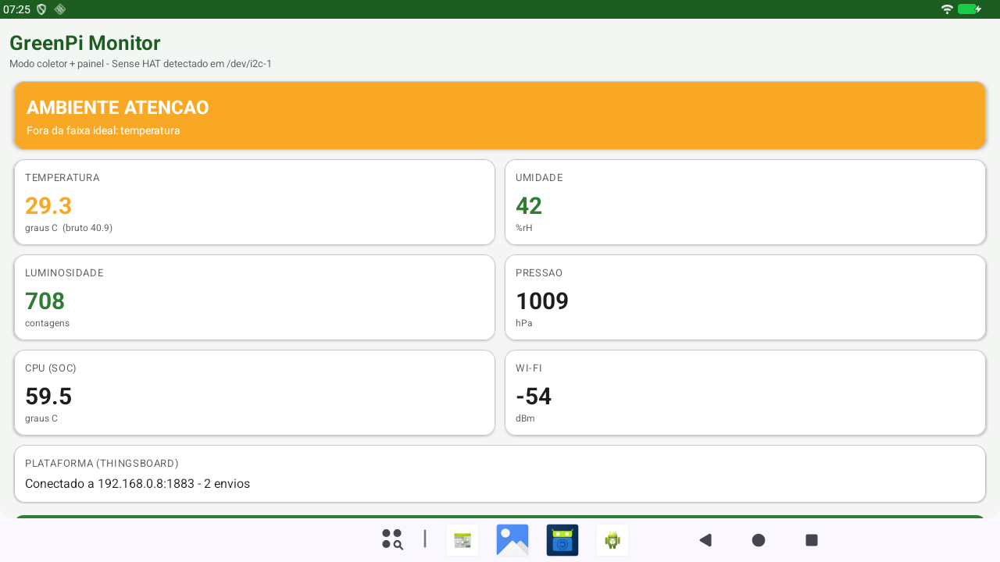 07:25
GreenPi Monitor
Modo coletor + painel - Sense HAT detectado em /dev/i2c-1
AMBIENTE ATENCAO
Fora da faixa ideal: temperatura
TEMPERATURA
29.3
graus C (bruto 40.9)
UMIDADE
42
%rH
LUMINOSIDADE
708
contagens
PRESSAO
1009
hPa
CPU (SOC)
59.5
graus C
WI-FI
-54
dBm
PLATAFORMA (THINGSBOARD)
Conectado a 192.168.0.8:1883 - 2 envios